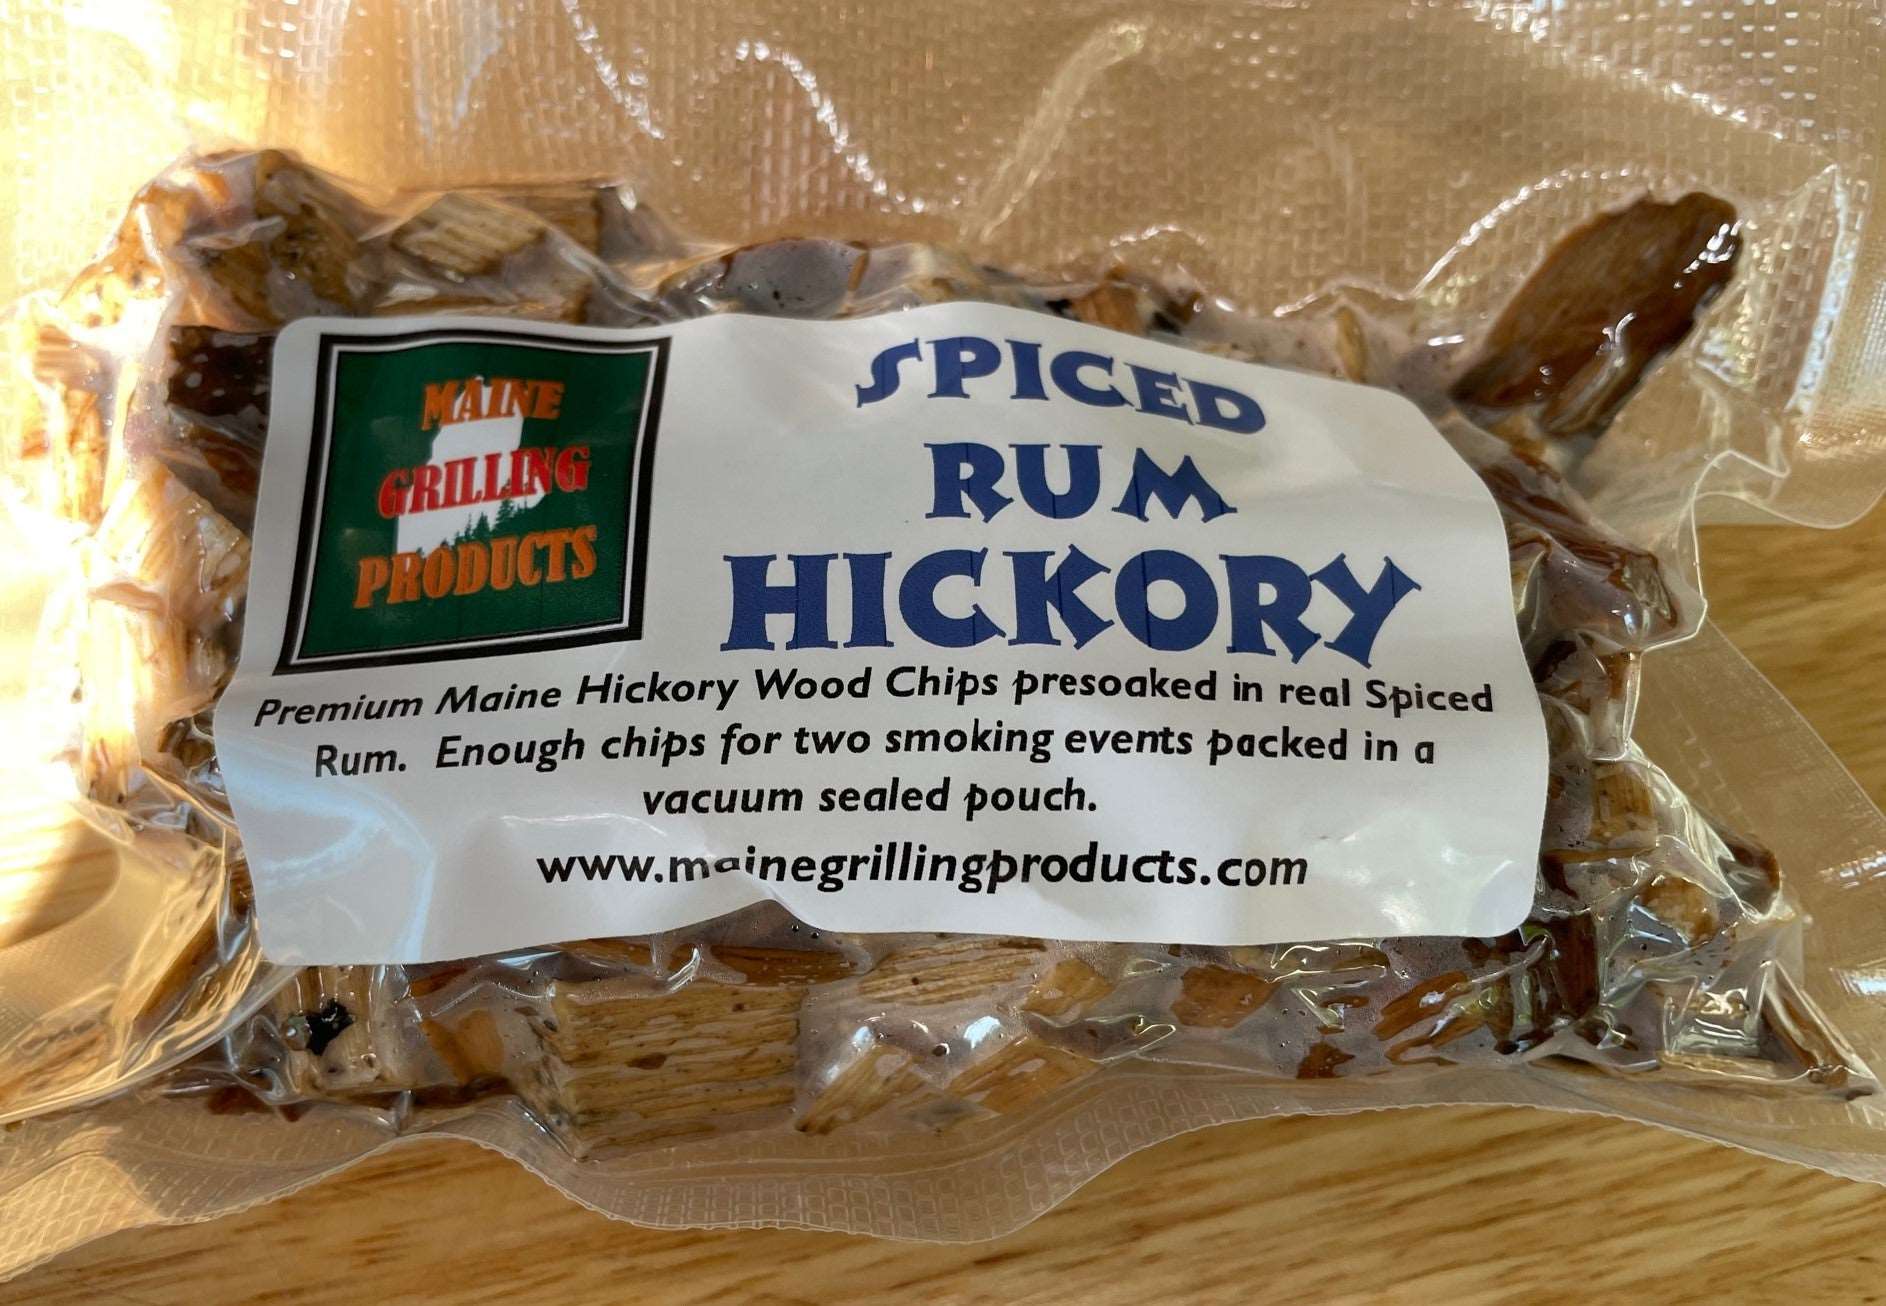 MAINE
GRILLING
PRODUCTS
SPICED
RUM
HICKORY
Premium Maine Hickory Wood Chips presoaked in real Spiced
Rum. Enough chips for two smoking events packed in a
vacuum sealed pouch.
www.mainegrillingproducts.com